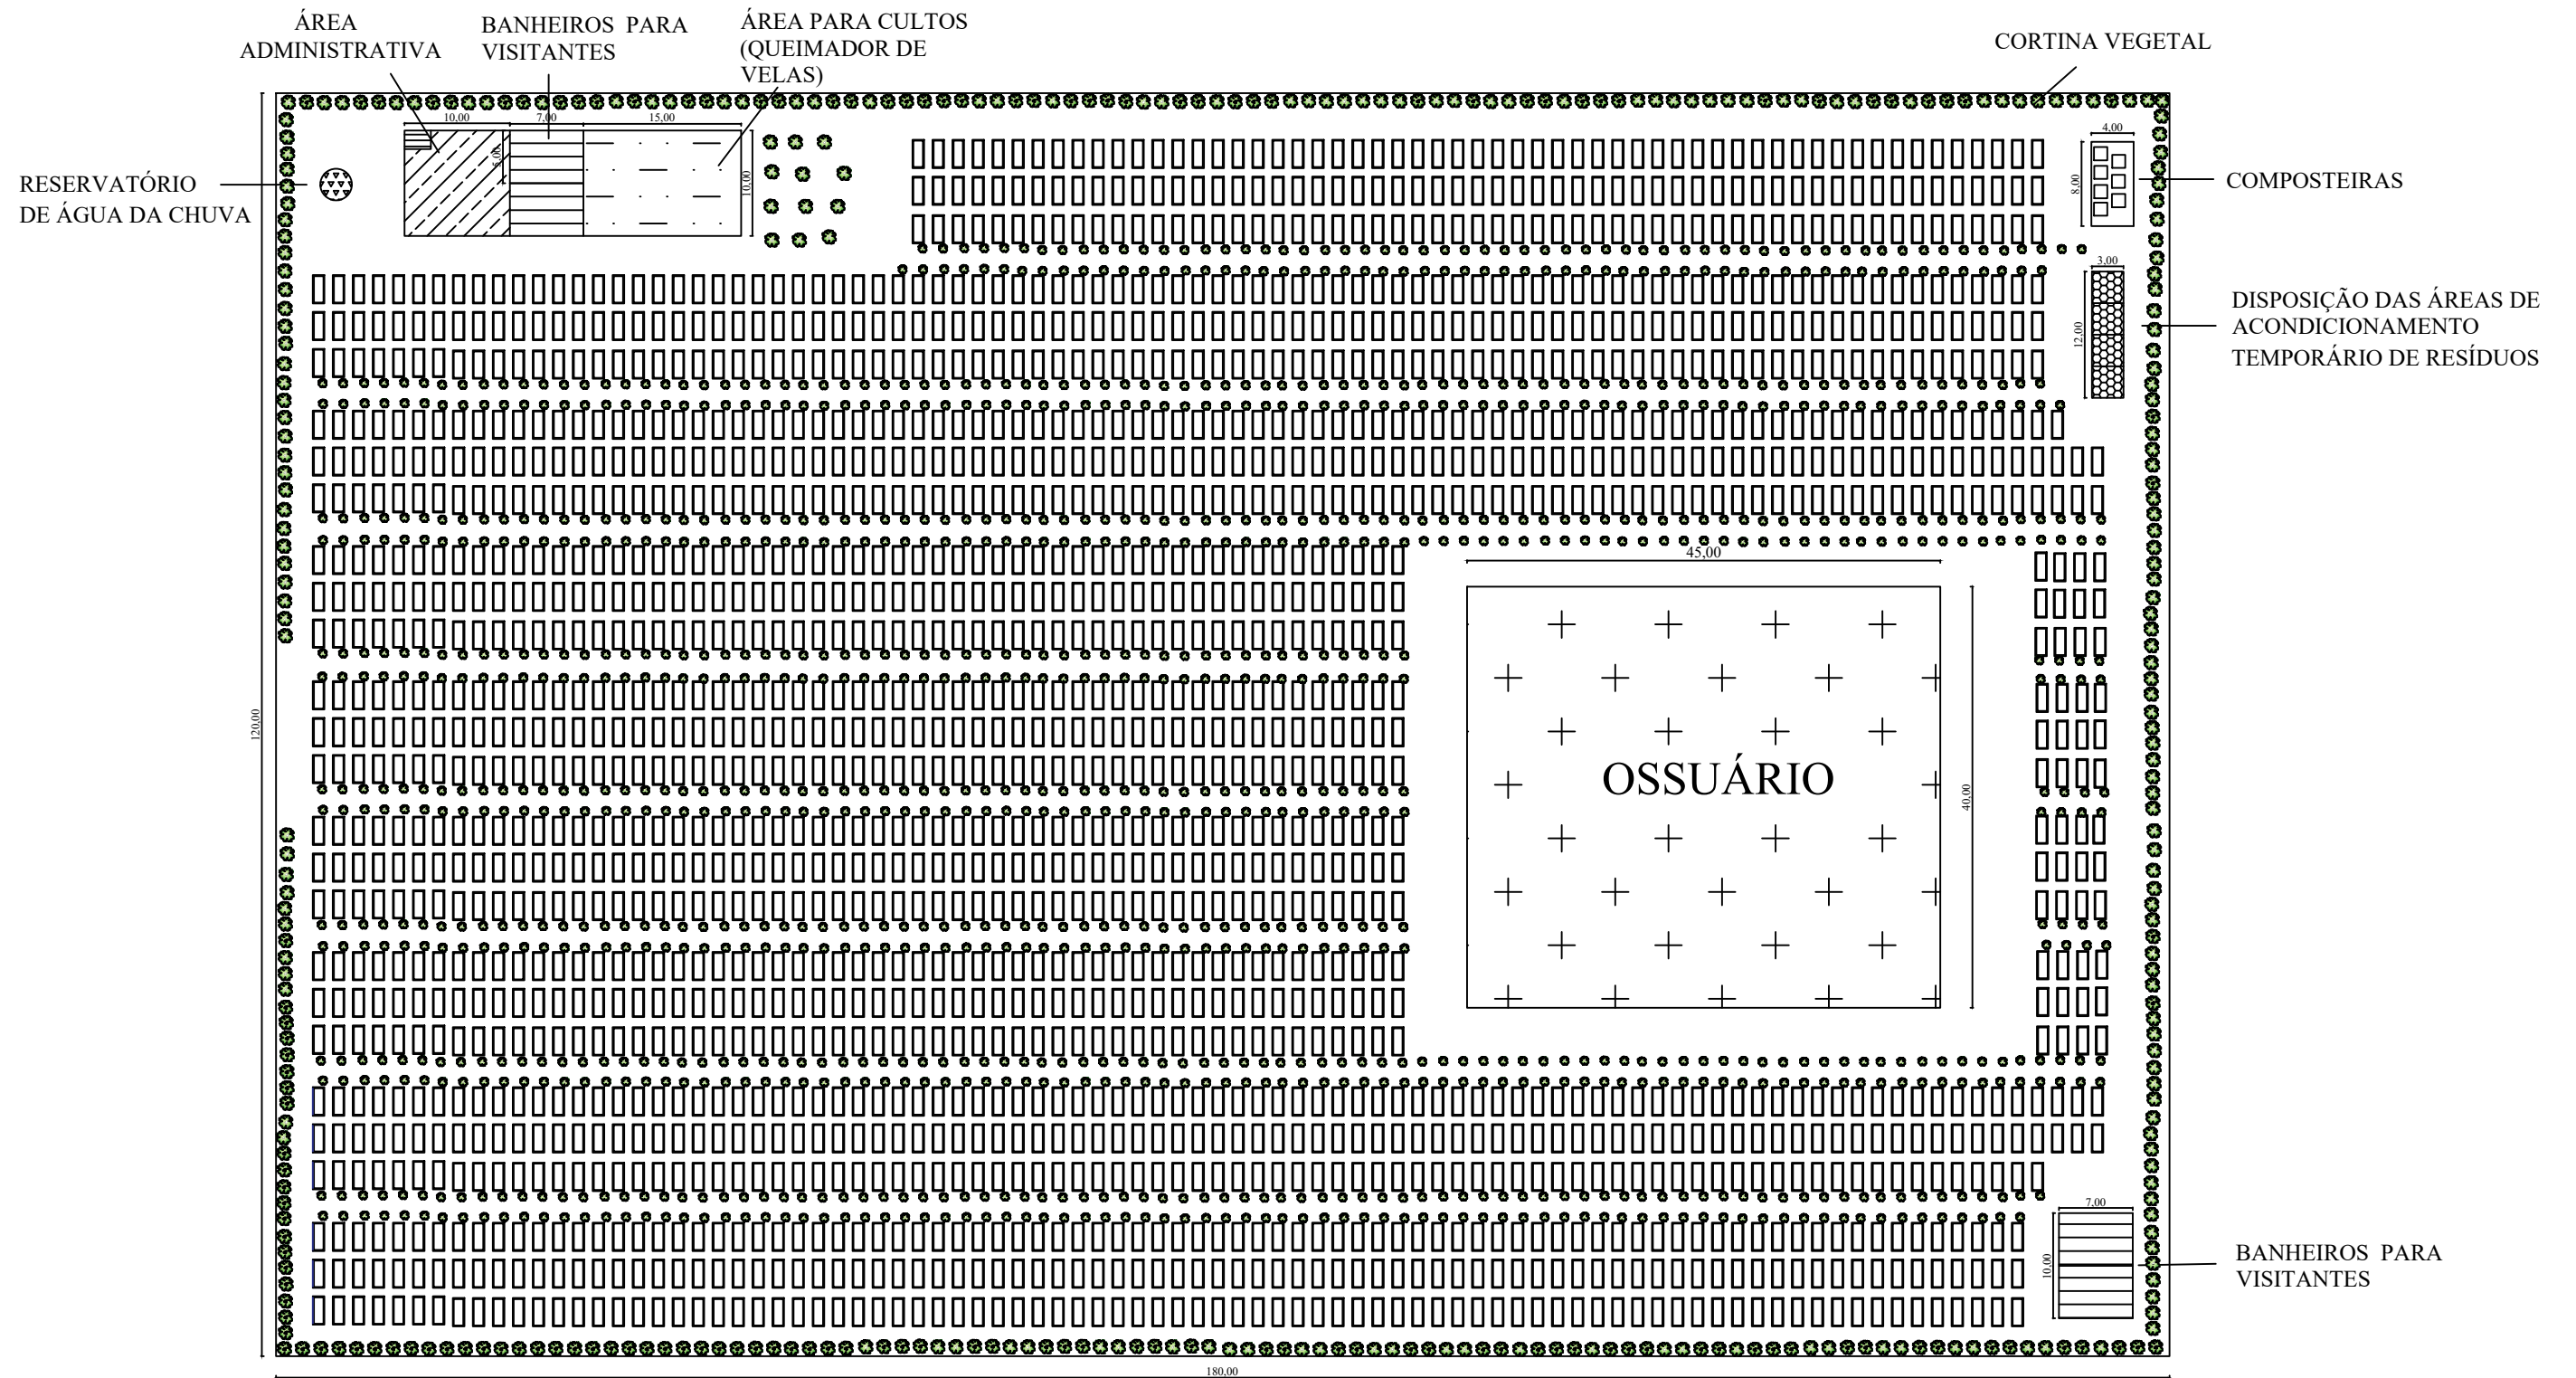 ÁREA
ADMINISTRATIVA
BANHEIROS PARA
VISITANTES
ÁREA PARA CULTOS
(QUEIMADOR DE
VELAS)
CORTINA VEGETAL
10,00
7,00
15,00
5,00
10,00
4,00
8,00
RESERVATÓRIO
DE ÁGUA DA CHUVA
COMPOSTEIRAS
3,00
12,00
DISPOSIÇÃO DAS ÁREAS DE
ACONDICIONAMENTO
TEMPORÁRIO DE RESÍDUOS
45,00
120,00
OSSUÁRIO
40,00
7,00
10,00
BANHEIROS PARA
VISITANTES
180,00